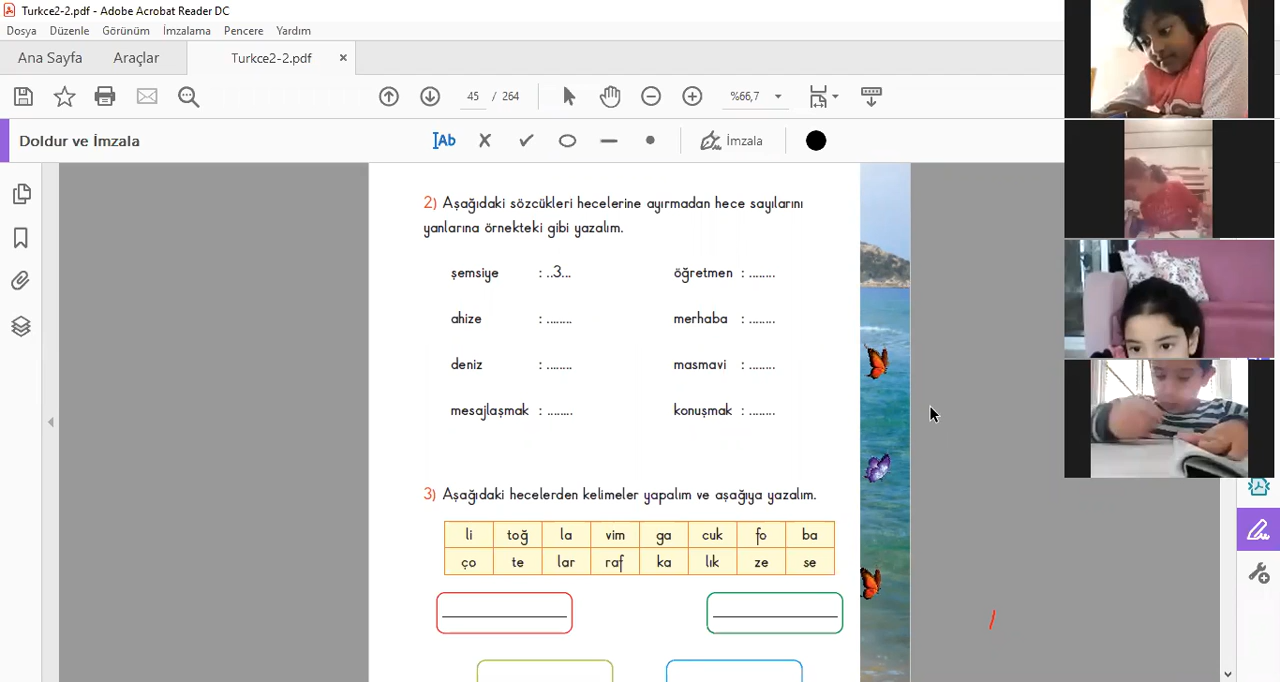 Turkce2-2.pdf - Adobe Acrobat Reader DC
Dosya Düzenle Görünüm İmzalama Pencere Yardım
Ana Sayfa Araçlar Turkce2-2.pdf ×
45 / 264 %66,7
Doldur ve İmzala Ab İmzala
2) Aşağıdaki sözcükleri hecelerine ayırmadan hece sayılarını
yanlarına örnekteki gibi yazalım.
şemsiye : ..3... öğretmen : ........
ahize : ........ merhaba : ........
deniz : ........ masmavi : ........
mesajlaşmak : ........ konuşmak : ........
3) Aşağıdaki hecelerden kelimeler yapalım ve aşağıya yazalım.
li toğ la vim ga cuk fo ba
ço te lar raf ka lık ze se